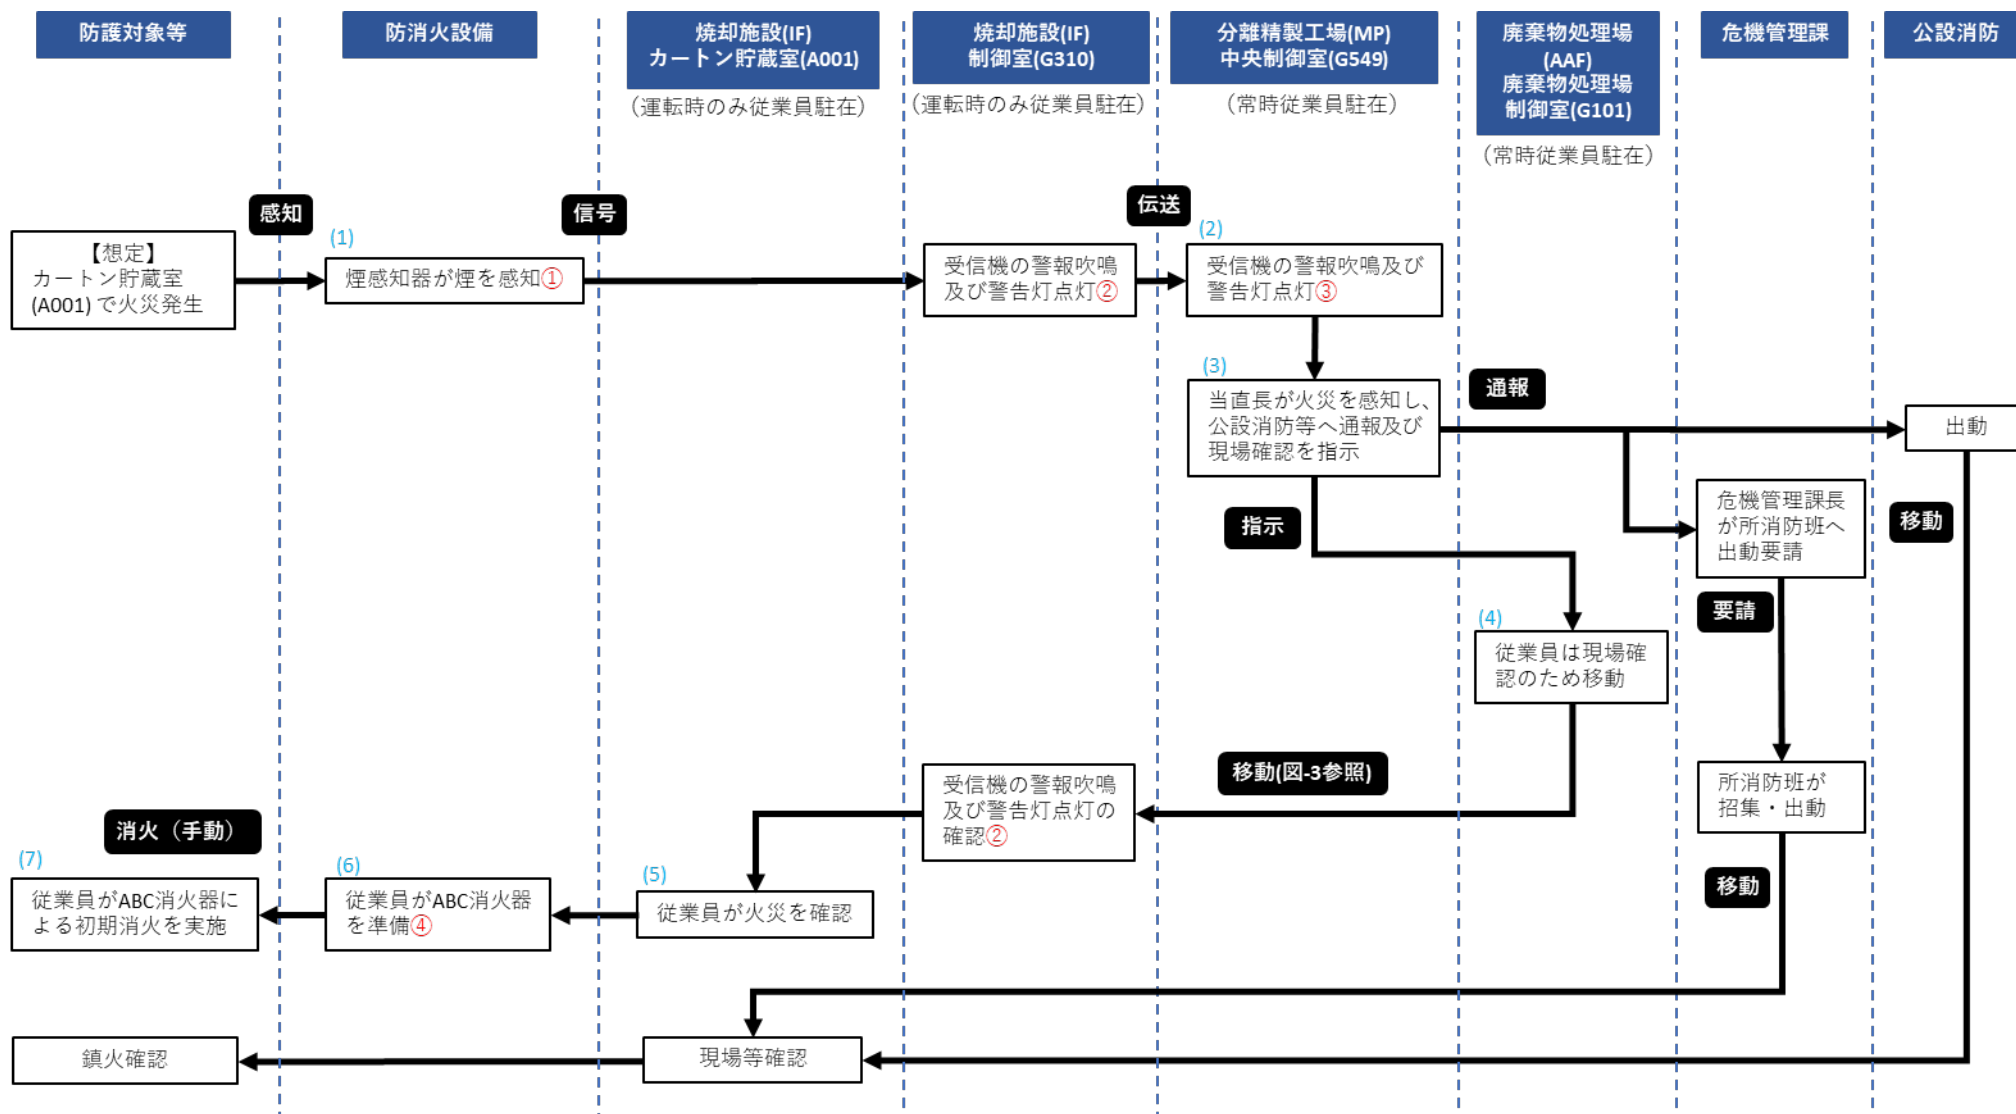 防護対象等
防消火設備
焼却施設(IF)
カートン貯蔵室(A001)
（運転時のみ従業員駐在）
焼却施設(IF)
制御室(G310)
（運転時のみ従業員駐在）
分離精製工場(MP)
中央制御室(G549)
（常時従業員駐在）
廃棄物処理場
(AAF)
廃棄物処理場
制御室(G101)
（常時従業員駐在）
危機管理課
公設消防
感知
信号
伝送
【想定】
カートン貯蔵室
(A001) で火災発生
(1)
煙感知器が煙を感知①
受信機の警報吹鳴
及び警告灯点灯②
(2)
受信機の警報吹鳴及び
警告灯点灯③
(3)
当直長が火災を感知し、
公設消防等へ通報及び
現場確認を指示
通報
出動
指示
危機管理課長
が所消防班へ
出動要請
移動
要請
(4)
従業員は現場確
認のため移動
移動(図-3参照)
受信機の警報吹鳴
及び警告灯点灯の
確認②
所消防班が
招集・出動
消火（手動）
(7)
従業員がABC消火器に
よる初期消火を実施
(6)
従業員がABC消火器
を準備④
(5)
従業員が火災を確認
移動
鎮火確認
現場等確認